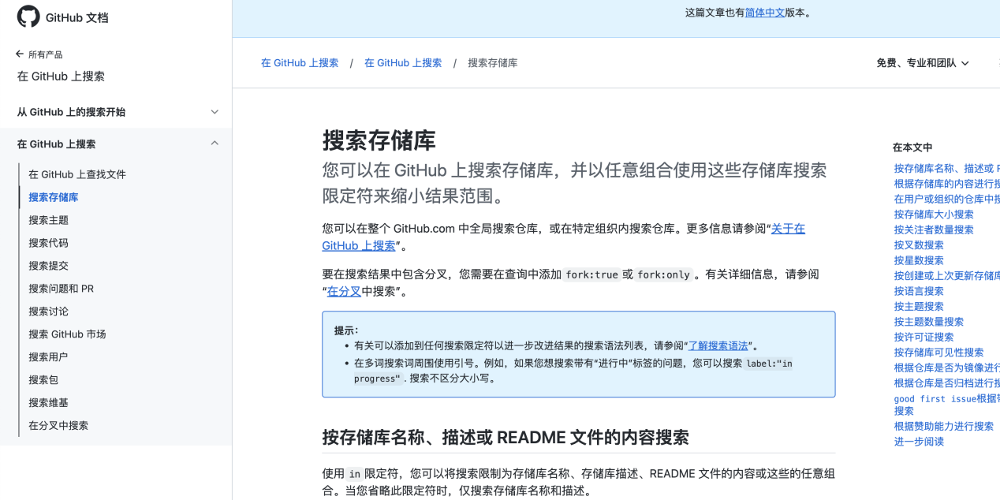 GitHub 文档
← 所有产品
在 GitHub 上搜索
从 GitHub 上的搜索开始
在 GitHub 上搜索
在 GitHub 上查找文件
搜索存储库
搜索主题
搜索代码
搜索提交
搜索问题和 PR
搜索讨论
搜索 GitHub 市场
搜索用户
搜索包
搜索维基
在分叉中搜索
这篇文章也有简体中文版本。
在 GitHub 上搜索 / 在 GitHub 上搜索 / 搜索存储库
免费、专业和团队
搜索存储库
您可以在 GitHub 上搜索存储库，并以任意组合使用这些存储库搜索
限定符来缩小结果范围。
您可以在整个 GitHub.com 中全局搜索仓库，或在特定组织内搜索仓库。更多信息请参阅“关于在
GitHub 上搜索”。
要在搜索结果中包含分叉，您需要在查询中添加 fork:true 或 fork:only 。有关详细信息，请参阅
“在分叉中搜索”。
提示：
• 有关可以添加到任何搜索限定符以进一步改进结果的搜索语法列表，请参阅“了解搜索语法”。
• 在多词搜索词周围使用引号。例如，如果您想搜索带有“进行中”标签的问题，您可以搜索 label:"in
progress" . 搜索不区分大小写。
按存储库名称、描述或 README 文件的内容搜索
使用 in 限定符，您可以将搜索限制为存储库名称、存储库描述、README 文件的内容或这些的任意组
合。当您省略此限定符时，仅搜索存储库名称和描述。
在本文中
按存储库名称、描述或
根据存储库的内容进行
在用户或组织的仓库中
按存储库大小搜索
按关注者数量搜索
按叉数搜索
按星数搜索
按创建或上次更新存储
按语言搜索
按主题搜索
按主题数量搜索
按许可证搜索
按存储库可见性搜索
根据仓库是否为镜像进行
根据仓库是否归档进行
good first issue根据
搜索
根据赞助能力进行搜索
进一步阅读